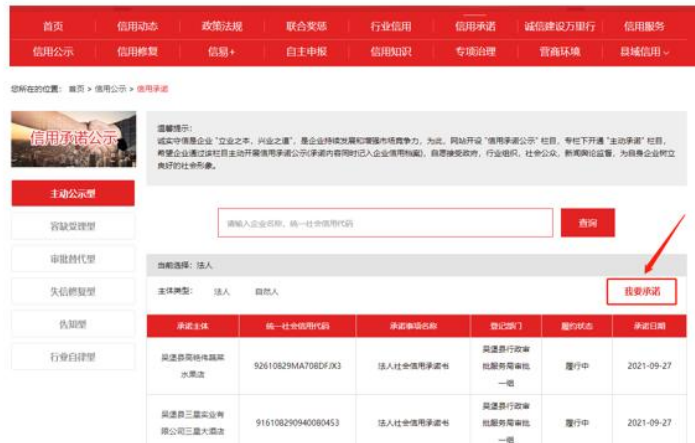 首页 信用动态 政策法规 联合奖惩 行业信用 信用承诺 诚信建设万里行 信用服务
信用公示 信用修复 信易+ 自主申报 信用知识 专项治理 营商环境 县域信用
您所在的位置: 首页 > 信用公示 > 信用承诺
信用承诺公示
温馨提示:
诚实守信是企业“立业之本、兴业之道”, 是企业持续发展和增强市场竞争力, 为此, 网站开设“信用承诺公示”栏目, 专栏下开通“主动承诺”栏目,
希望企业通过该栏目主动开展信用承诺公示(承诺内容同时记入企业信用档案), 自愿接受政府, 行业组织, 社会公众, 新闻舆论监督, 为自身企业树立
良好的社会形象。
主动公示型
容缺受理型
审批替代型
失信修复型
告知型
行业自律型
请输入企业名称、统一社会信用代码
查询
当前选择: 法人
主体类型: 法人 自然人
我要承诺
承诺主体 统一社会信用代码 承诺事项名称 登记部门 履约状态 承诺日期
吴堡县 蔬菜
水果店
92610829MA708DFJX3 法人社会信用承诺书
吴堡县行政审
批服务局审批
一组
履行中 2021-09-27
吴堡县三星实业有
限公司三星大酒店
916108290940080453 法人社会信用承诺书
吴堡县行政审
批服务局审批
一组
履行中 2021-09-27